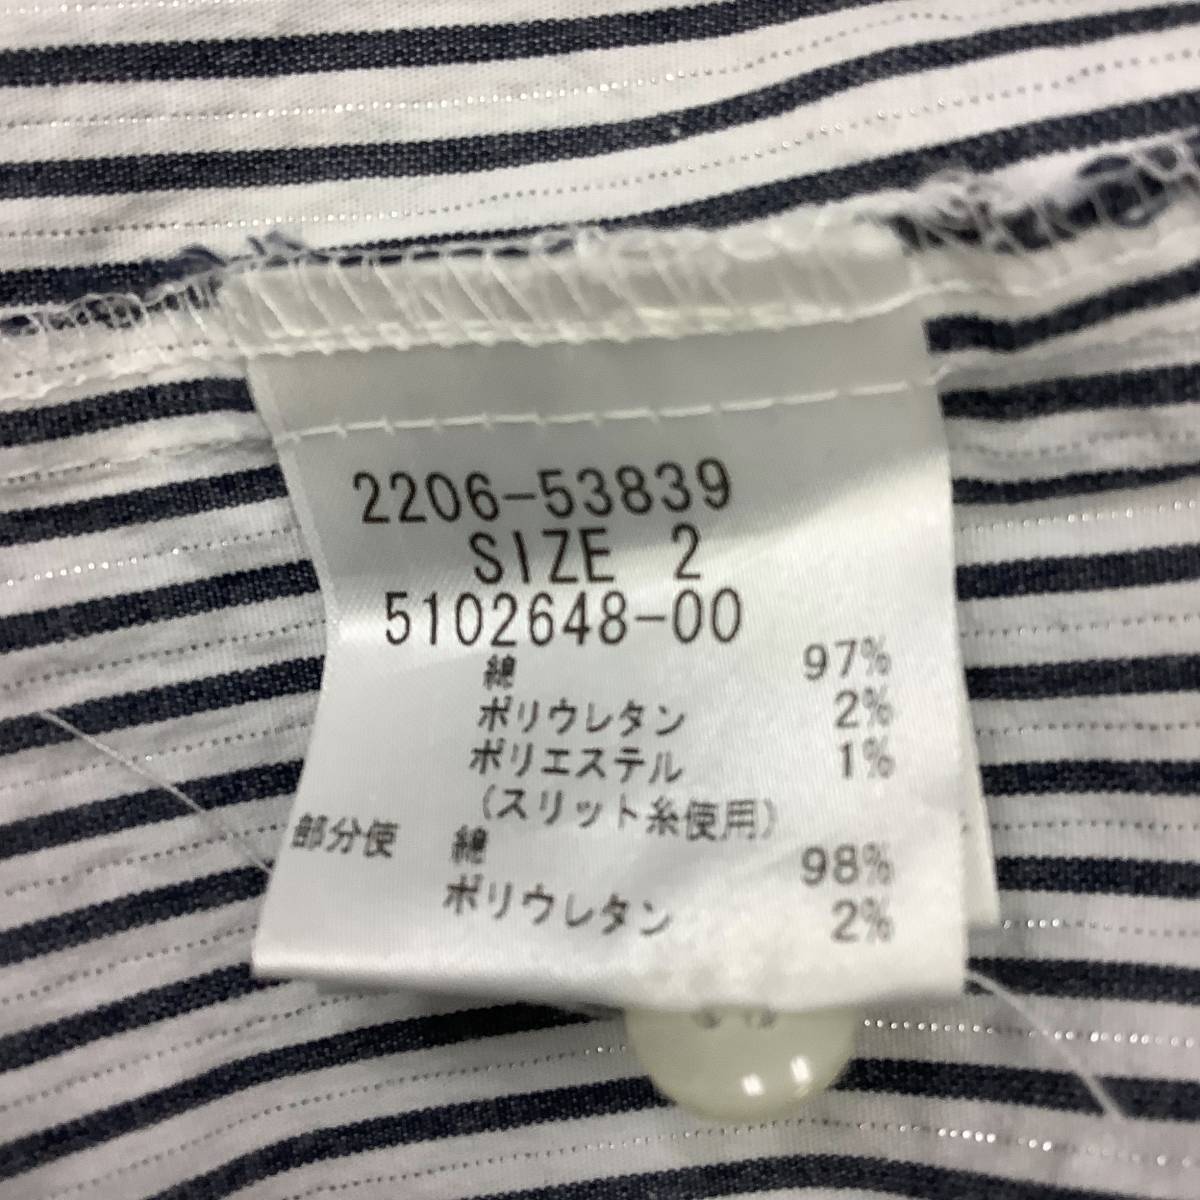 2206-53839
SIZE 2
5102648-00
綿 97%
ポリウレタン 2%
ポリエステル 1%
(スリット糸使用)
部分使 綿 98%
ポリウレタン 2%